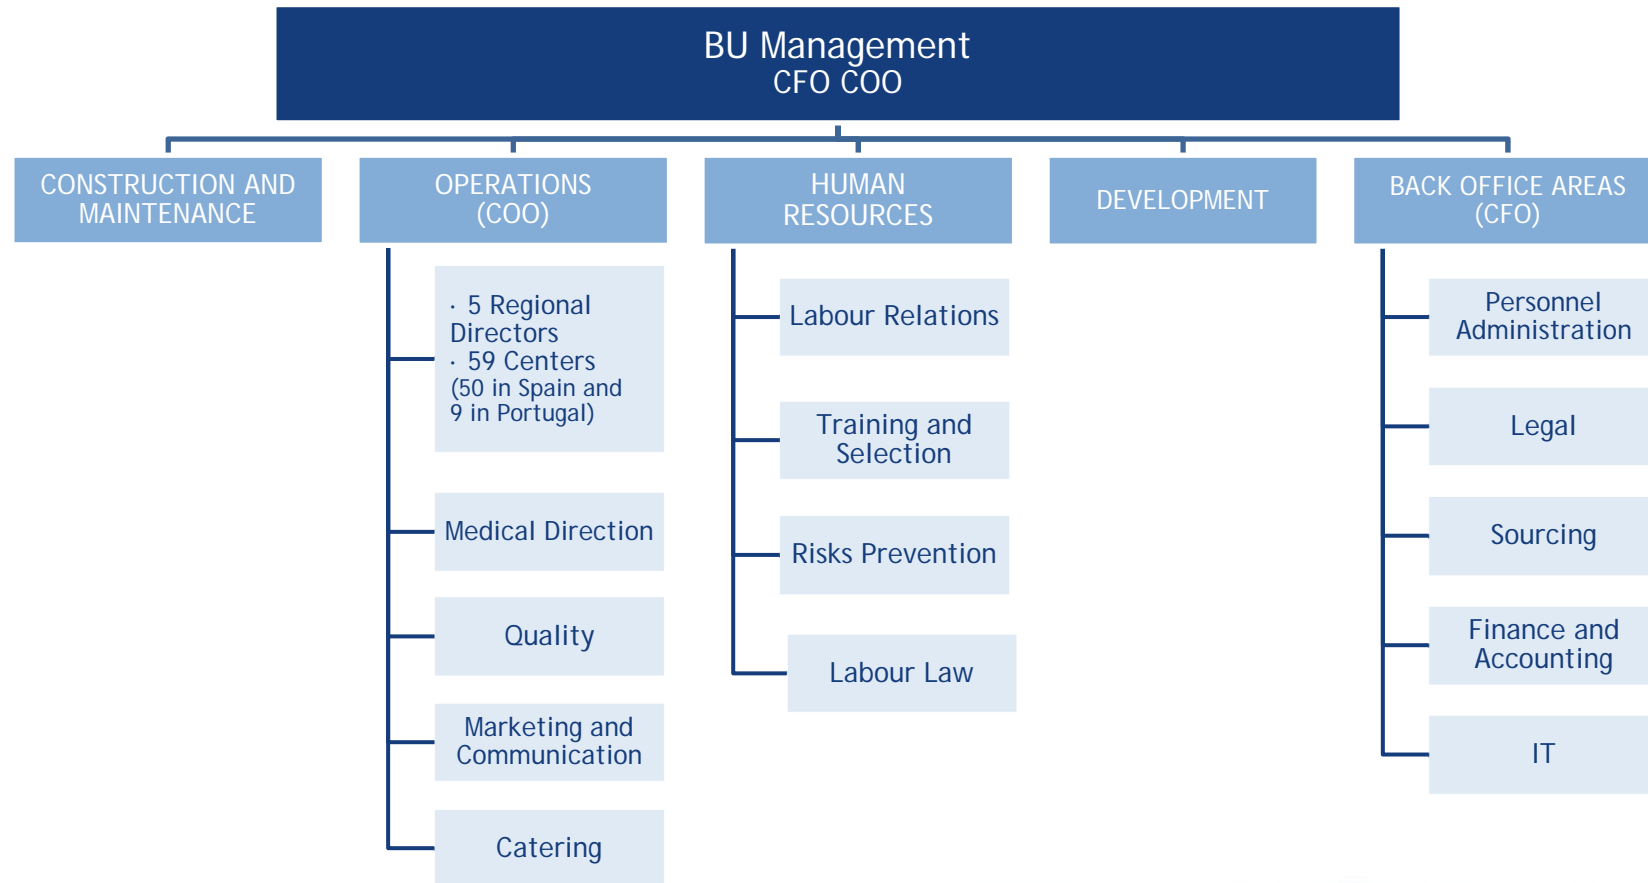 BU Management
CFO COO
CONSTRUCTION AND
MAINTENANCE
OPERATIONS
(COO)
HUMAN
RESOURCES
DEVELOPMENT
BACK OFFICE AREAS
(CFO)
· 5 Regional
Directors
· 59 Centers
(50 in Spain and
9 in Portugal)
Medical Direction
Quality
Marketing and
Communication
Catering
Labour Relations
Training and
Selection
Risks Prevention
Labour Law
Personnel
Administration
Legal
Sourcing
Finance and
Accounting
IT